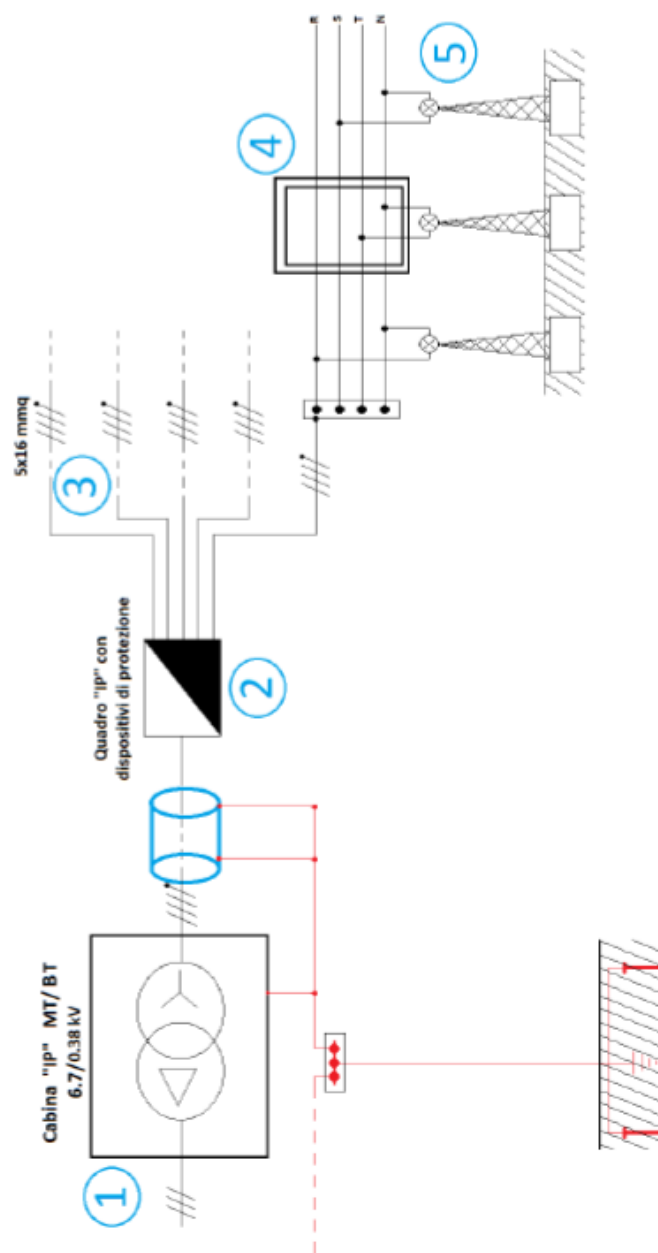 1
Cabina "IP" MT/BT
6.7/0.38 kV
Quadro "IP" con
dispositivi di protezione
2
3
5x16 mmq
4
R
S
T
N
5